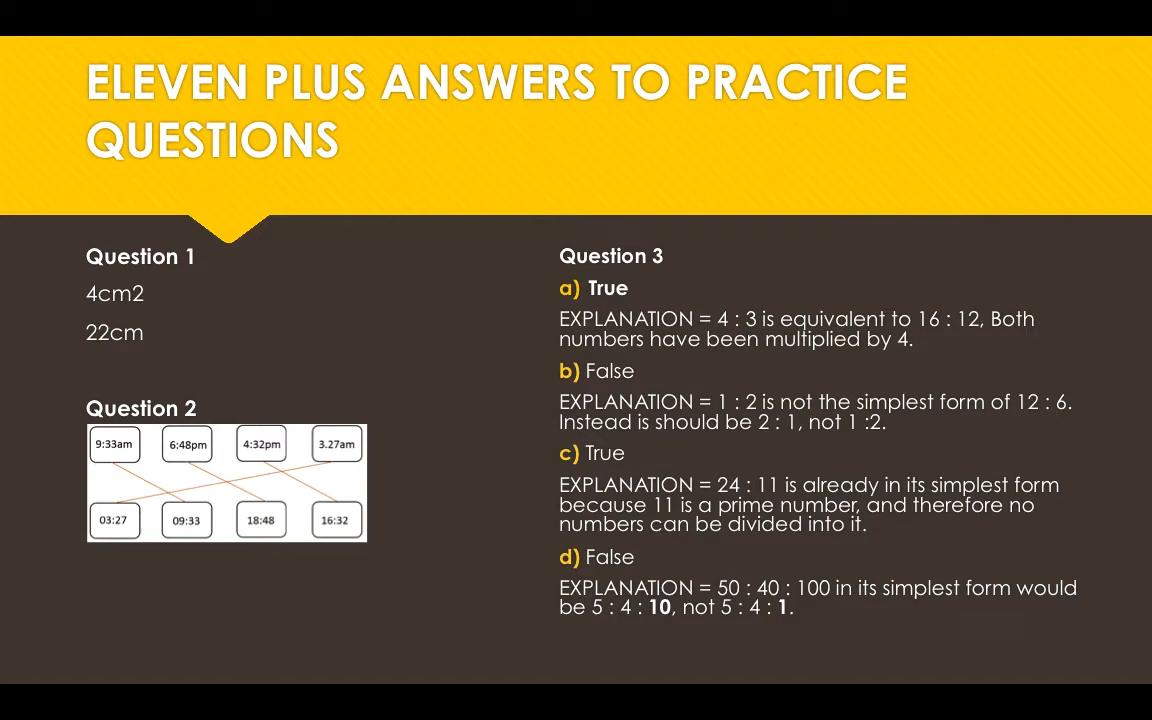 ELEVEN PLUS ANSWERS TO PRACTICE
QUESTIONS
Question 1
4cm2
22cm
Question 2
9:33am 6:48pm 4:32pm 3.27am
03:27 09:33 18:48 16:32
Question 3
a) True
EXPLANATION = 4 : 3 is equivalent to 16 : 12, Both
numbers have been multiplied by 4.
b) False
EXPLANATION = 1 : 2 is not the simplest form of 12 : 6.
Instead is should be 2 : 1, not 1 :2.
c) True
EXPLANATION = 24 : 11 is already in its simplest form
because 11 is a prime number, and therefore no
numbers can be divided into it.
d) False
EXPLANATION = 50 : 40 : 100 in its simplest form would
be 5 : 4 : 10, not 5 : 4 : 1.